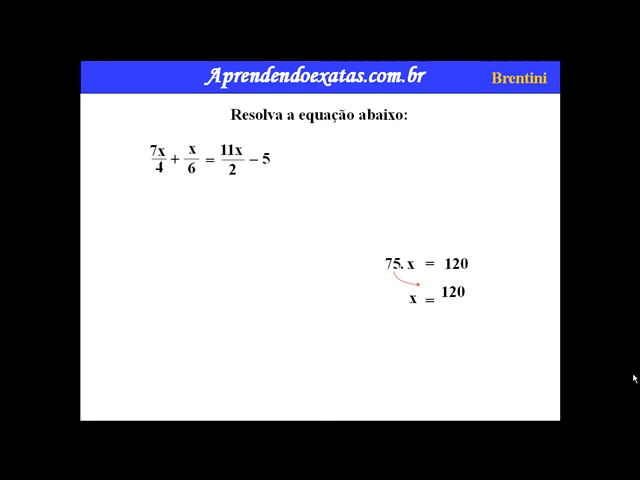 Aprendendoexatas.com.br
Brentini
Resolva a equação abaixo:
7x/4 + x/6 = 11x/2 – 5
75. x = 120
x = 120